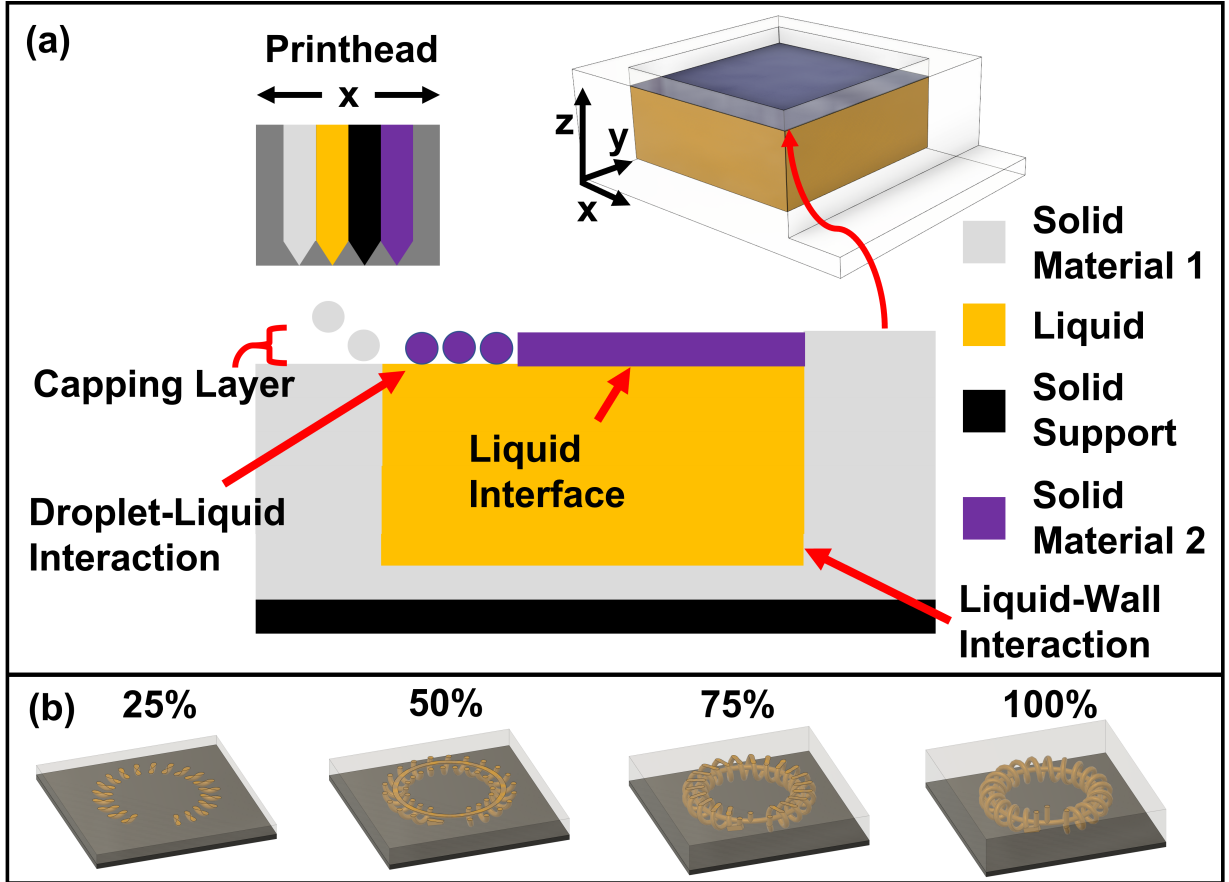 (a)
Printhead
x
z
y
x
Solid
Material 1
Liquid
Solid
Support
Solid
Material 2
Capping Layer
Liquid
Interface
Droplet-Liquid
Interaction
Liquid-Wall
Interaction
(b)
25%
50%
75%
100%